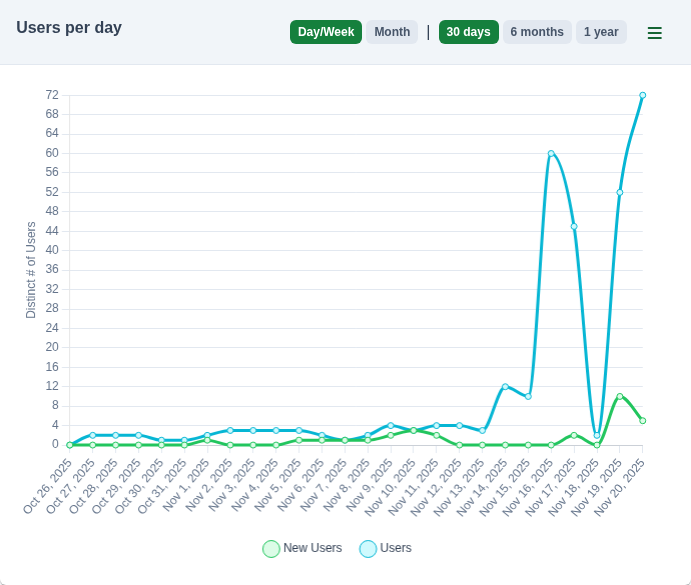 Users per day
Day/Week Month | 30 days 6 months 1 year
72
68
64
60
56
52
48
44
40
36
32
28
24
20
16
12
8
4
0
Distinct # of Users
Oct 26, 2025
Oct 27, 2025
Oct 28, 2025
Oct 29, 2025
Oct 30, 2025
Oct 31, 2025
Nov 1, 2025
Nov 2, 2025
Nov 3, 2025
Nov 4, 2025
Nov 5, 2025
Nov 6, 2025
Nov 7, 2025
Nov 8, 2025
Nov 9, 2025
Nov 10, 2025
Nov 11, 2025
Nov 12, 2025
Nov 13, 2025
Nov 14, 2025
Nov 15, 2025
Nov 16, 2025
Nov 17, 2025
Nov 18, 2025
Nov 19, 2025
Nov 20, 2025
New Users Users